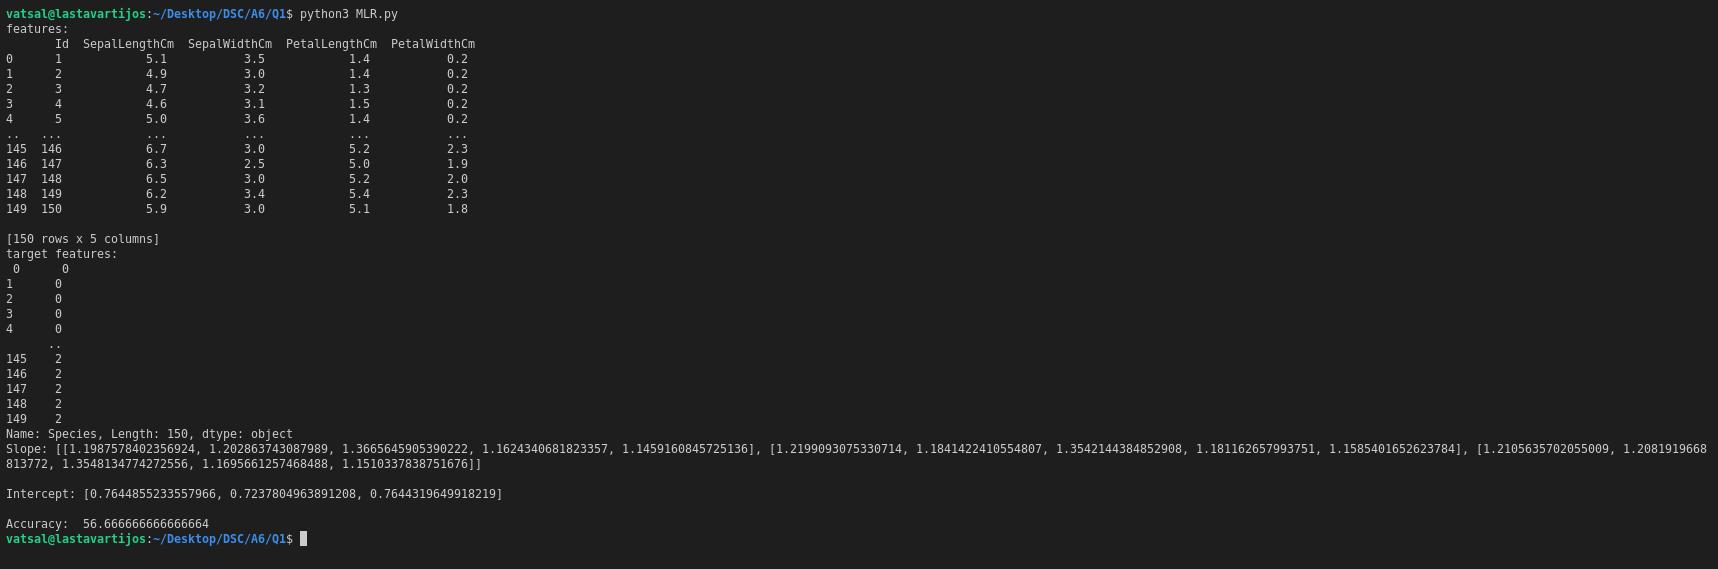 vatsal@lastavartijos:~/Desktop/DSC/A6/Q1$ python3 MLR.py
features:
       Id  SepalLengthCm  SepalWidthCm  PetalLengthCm  PetalWidthCm
0      1            5.1           3.5            1.4           0.2
1      2            4.9           3.0            1.4           0.2
2      3            4.7           3.2            1.3           0.2
3      4            4.6           3.1            1.5           0.2
4      5            5.0           3.6            1.4           0.2
..   ...            ...           ...            ...           ...
145  146            6.7           3.0            5.2           2.3
146  147            6.3           2.5            5.0           1.9
147  148            6.5           3.0            5.2           2.0
148  149            6.2           3.4            5.4           2.3
149  150            5.9           3.0            5.1           1.8
[150 rows x 5 columns]
target features:
 0      0
1      0
2      0
3      0
4      0
      ..
145    2
146    2
147    2
148    2
149    2
Name: Species, Length: 150, dtype: object
Slope: [[1.1987578402356924, 1.202863743087989, 1.3665645905390222, 1.1624340681823357, 1.1459160845725136], [1.2199093075330714, 1.1841422410554807, 1.3542144384852908, 1.181162657993751, 1.1585401652623784], [1.2105635702055009, 1.2081919668
813772, 1.3548134774272556, 1.1695661257468488, 1.1510337838751676]]
Intercept: [0.7644855233557966, 0.7237804963891208, 0.7644319649918219]
Accuracy:  56.666666666666664
vatsal@lastavartijos:~/Desktop/DSC/A6/Q1$